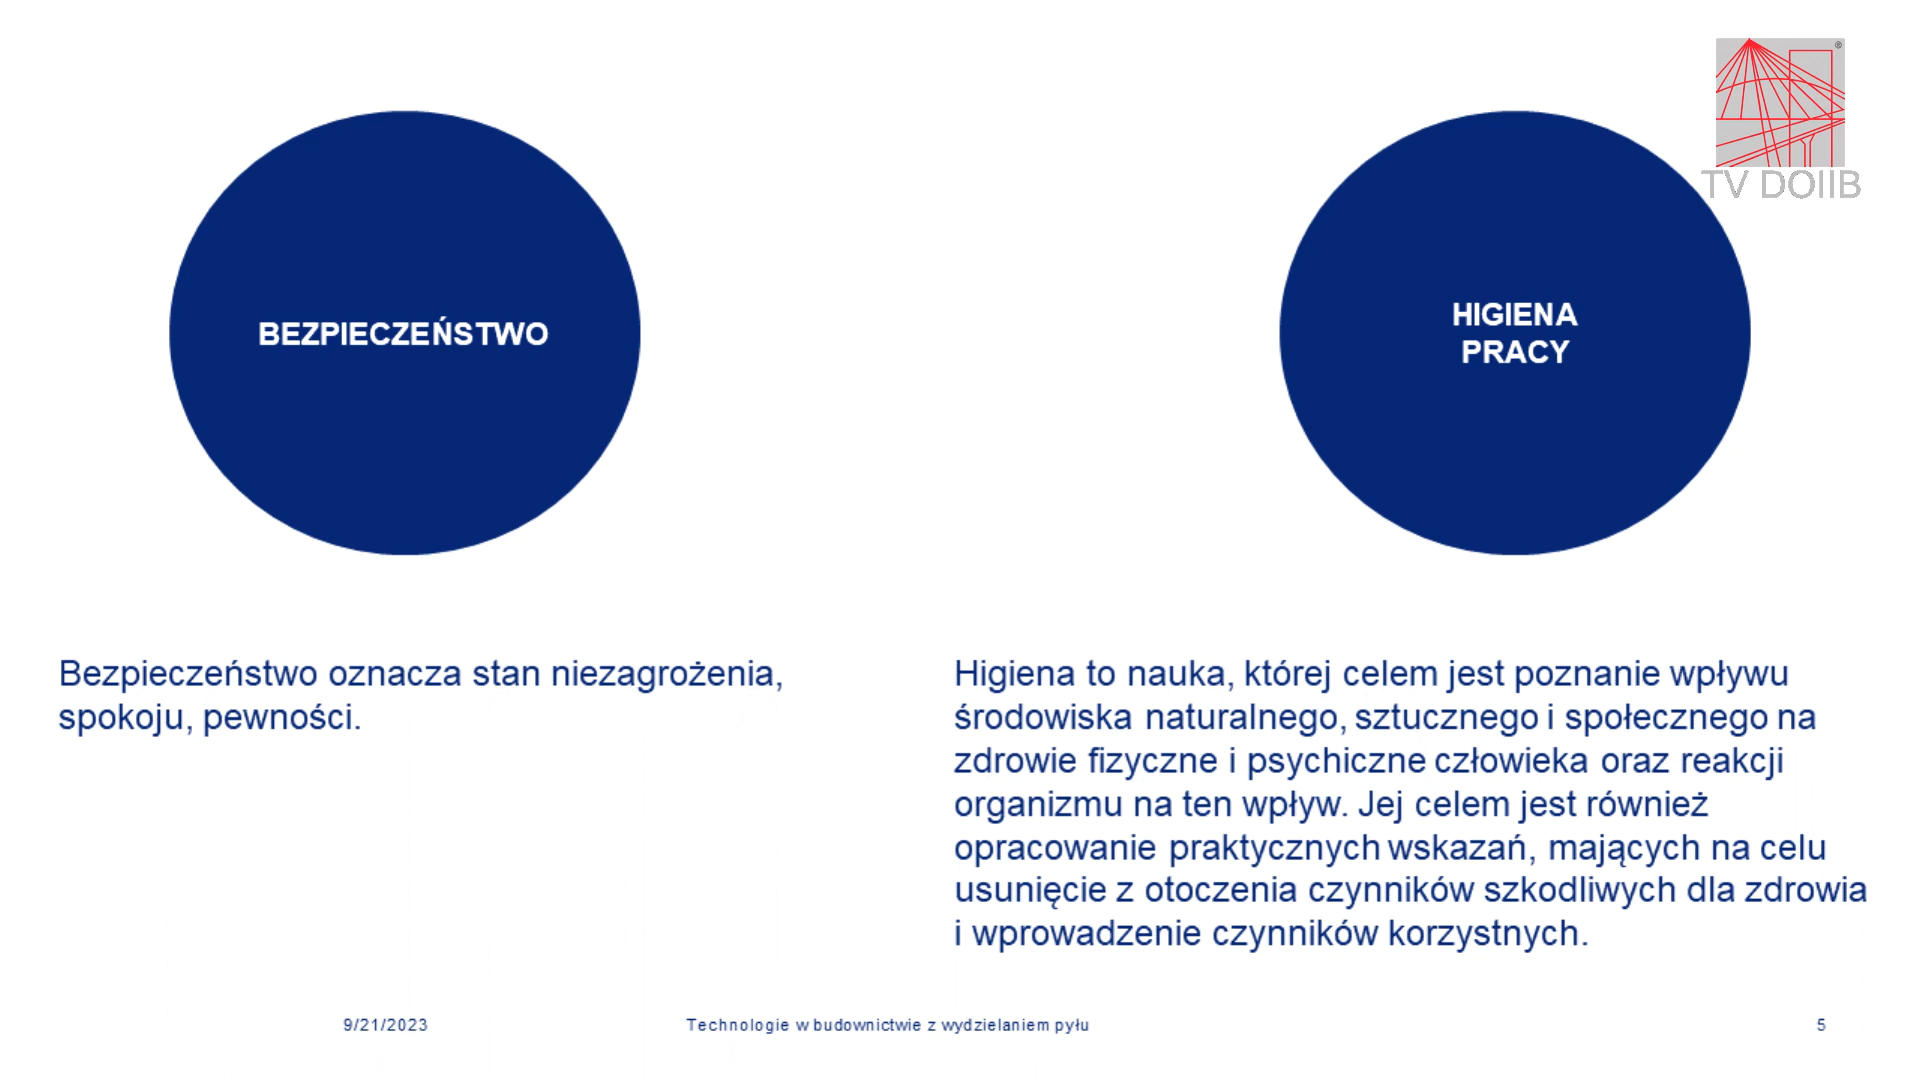 ®
TV DOIIB
BEZPIECZEŃSTWO
HIGIENA
PRACY
Bezpieczeństwo oznacza stan niezagrożenia,
spokoju, pewności.
Higiena to nauka, której celem jest poznanie wpływu
środowiska naturalnego, sztucznego i społecznego na
zdrowie fizyczne i psychiczne człowieka oraz reakcji
organizmu na ten wpływ. Jej celem jest również
opracowanie praktycznych wskazań, mających na celu
usunięcie z otoczenia czynników szkodliwych dla zdrowia
i wprowadzenie czynników korzystnych.
9/21/2023
Technologie w budownictwie z wydzielaniem pyłu
5